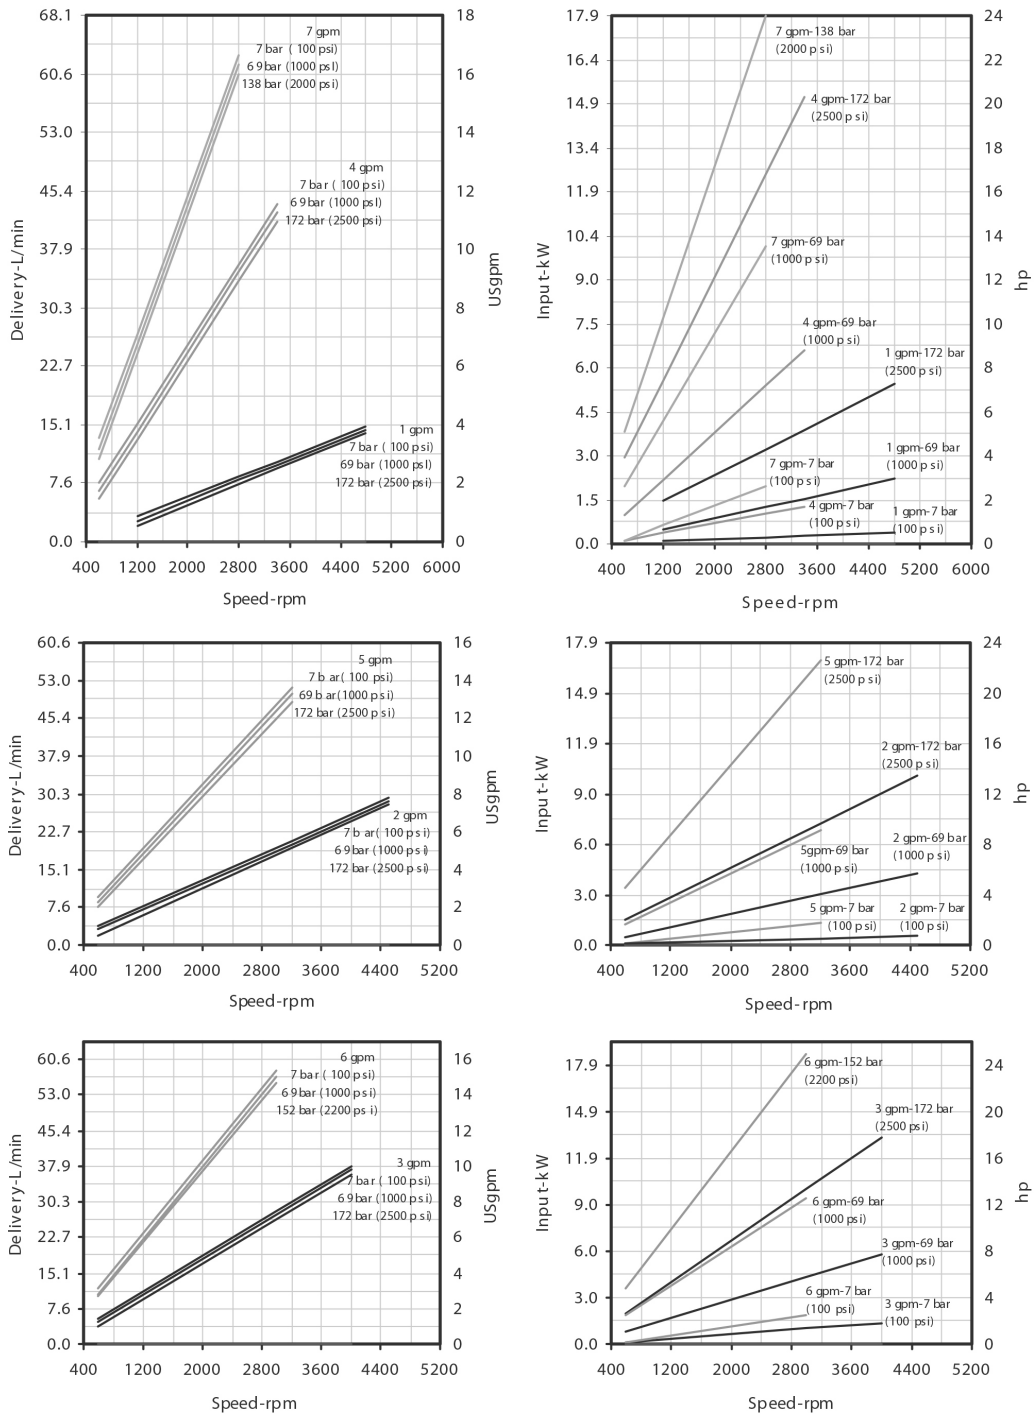 68.1
60.6
53.0
45.4
37.9
30.3
22.7
15.1
7.6
0.0
Delivery-L/min
18
16
14
12
10
8
6
4
2
0
USgpm
7 gpm
7 bar ( 100 psi)
69bar (1000 psI)
138 bar (2000 psi)
4 gpm
7 bar ( 100 psi)
69bar (1000 psI)
172 bar (2500 psi)
1 gpm
7 bar ( 100 psi)
69 bar (1000 psI)
172 bar (2500 psi)
400 1200 2000 2800 3600 4400 5200 6000
Speed-rpm
17.9
16.4
14.9
13.4
11.9
10.4
9.0
7.5
6.0
4.5
3.0
1.5
0.0
Input-kW
24
22
20
18
16
14
12
10
8
6
4
2
0
hp
7 gpm-138 bar
(2000 psi)
4 gpm-172 bar
(2500 psi)
7 gpm-69 bar
(1000 psi)
4 gpm-69 bar
(1000 psi)
1 gpm-172 bar
(2500 psi)
1 gpm-69 bar
(1000 psi)
7 gpm-7 bar
(100 psi)
4 gpm-7 bar
(100 psi)
1 gpm-7 bar
(100 psi)
400 1200 2000 2800 3600 4400 5200 6000
Speed-rpm
60.6
53.0
45.4
37.9
30.3
22.7
15.1
7.6
0.0
Delivery-L/min
16
14
12
10
8
6
4
2
0
USgpm
5 gpm
7 bar( 100 psi)
69 bar(1000 psi)
172 bar (2500 psi)
2 gpm
7 bar( 100 psi)
69bar (1000 psi)
172 bar (2500 psi)
400 1200 2000 2800 3600 4400 5200
Speed-rpm
17.9
14.9
11.9
9.0
6.0
3.0
0.0
Input-kW
24
20
16
12
8
4
0
hp
5 gpm-172 bar
(2500 psi)
2 gpm-172 bar
(2500 psi)
2 gpm-69 bar
(1000 psi)
5gpm-69 bar
(1000 psi)
5 gpm-7 bar
(100 psi)
2 gpm-7 bar
(100 psi)
400 1200 2000 2800 3600 4400 5200
Speed-rpm
60.6
53.0
45.4
37.9
30.3
22.7
15.1
7.6
0.0
Delivery-L/min
16
14
12
10
8
6
4
2
0
USgpm
6 gpm
7 bar ( 100 psi)
69bar (1000 psi)
152 bar (2200 psi)
3 gpm
7 bar ( 100 psi)
69bar (1000 psi)
172 bar (2500 psi)
400 1200 2000 2800 3600 4400 5200
Speed-rpm
17.9
14.9
11.9
9.0
6.0
3.0
0.0
Input-kW
24
20
16
12
8
4
0
hp
6 gpm-152 bar
(2200 psi)
3 gpm-172 bar
(2500 psi)
6 gpm-69 bar
(1000 psi)
3 gpm-69 bar
(1000 psi)
6 gpm-7 bar
(100 psi)
3 gpm-7 bar
(100 psi)
400 1200 2000 2800 3600 4400 5200
Speed-rpm